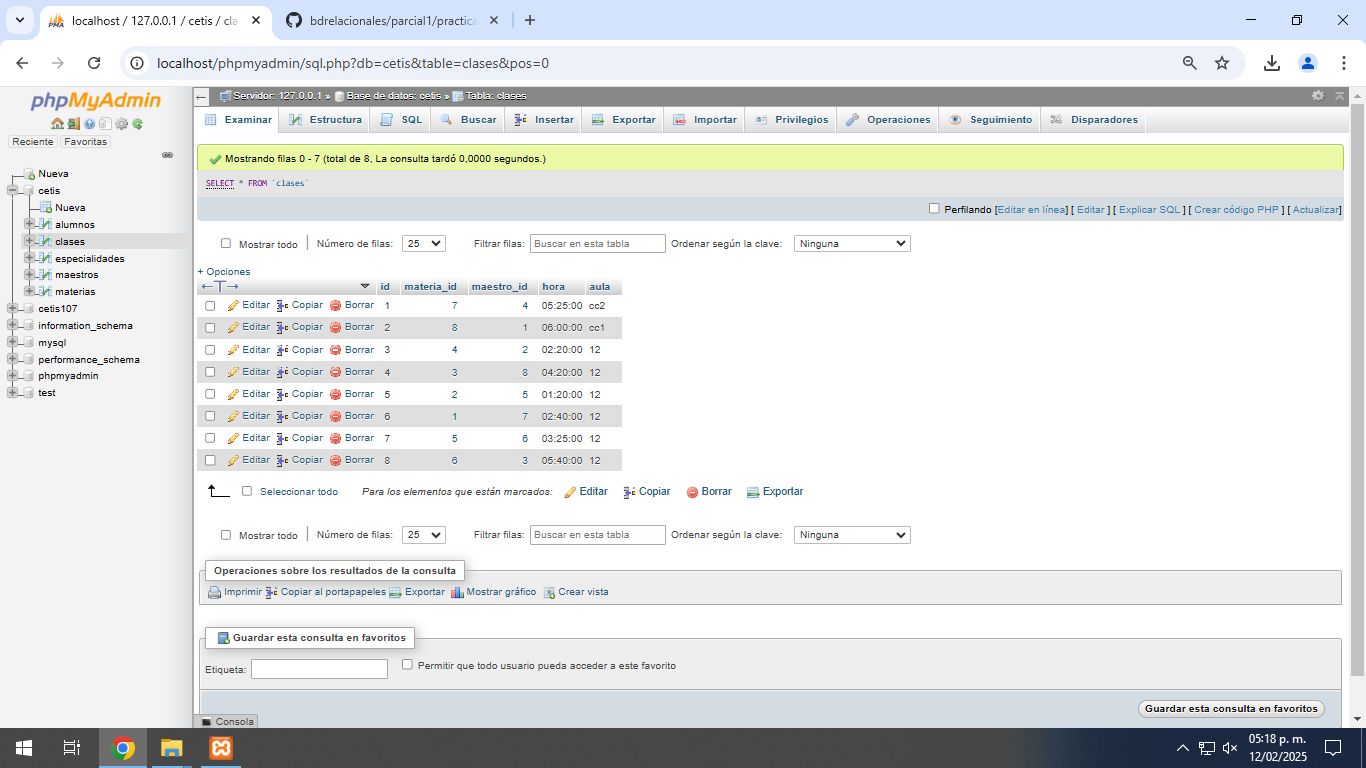 localhost / 127.0.0.1 / cetis / cla
bdrelacionales/parcial1/practica
localhost/phpmyadmin/sql.php?db=cetis&table=clases&pos=0
phpMyAdmin
Reciente Favoritas
Nueva
cetis
Nueva
alumnos
clases
especialidades
maestros
materias
cetis107
information_schema
mysql
performance_schema
phpmyadmin
test
Servidor: 127.0.0.1 » Base de datos: cetis » Tabla: clases
Examinar Estructura SQL Buscar Insertar Exportar Importar Privilegios Operaciones Seguimiento Disparadores
Mostrando filas 0 - 7 (total de 8, La consulta tardó 0,0000 segundos.)
SELECT * FROM `clases`
Perfilando [Editar en línea] [ Editar ] [ Explicar SQL ] [ Crear código PHP ] [ Actualizar]
Mostrar todo Número de filas: 25 Filtrar filas: Buscar en esta tabla Ordenar según la clave: Ninguna
+ Opciones
←T→ id materia_id maestro_id hora aula
Editar Copiar Borrar 1 7 4 05:25:00 cc2
Editar Copiar Borrar 2 8 1 06:00:00 cc1
Editar Copiar Borrar 3 4 2 02:20:00 12
Editar Copiar Borrar 4 3 8 04:20:00 12
Editar Copiar Borrar 5 2 5 01:20:00 12
Editar Copiar Borrar 6 1 7 02:40:00 12
Editar Copiar Borrar 7 5 6 03:25:00 12
Editar Copiar Borrar 8 6 3 05:40:00 12
Seleccionar todo Para los elementos que están marcados: Editar Copiar Borrar Exportar
Mostrar todo Número de filas: 25 Filtrar filas: Buscar en esta tabla Ordenar según la clave: Ninguna
Operaciones sobre los resultados de la consulta
Imprimir Copiar al portapapeles Exportar Mostrar gráfico Crear vista
Guardar esta consulta en favoritos
Etiqueta: Permitir que todo usuario pueda acceder a este favorito
Guardar esta consulta en favoritos
Consola
05:18 p. m.
12/02/2025